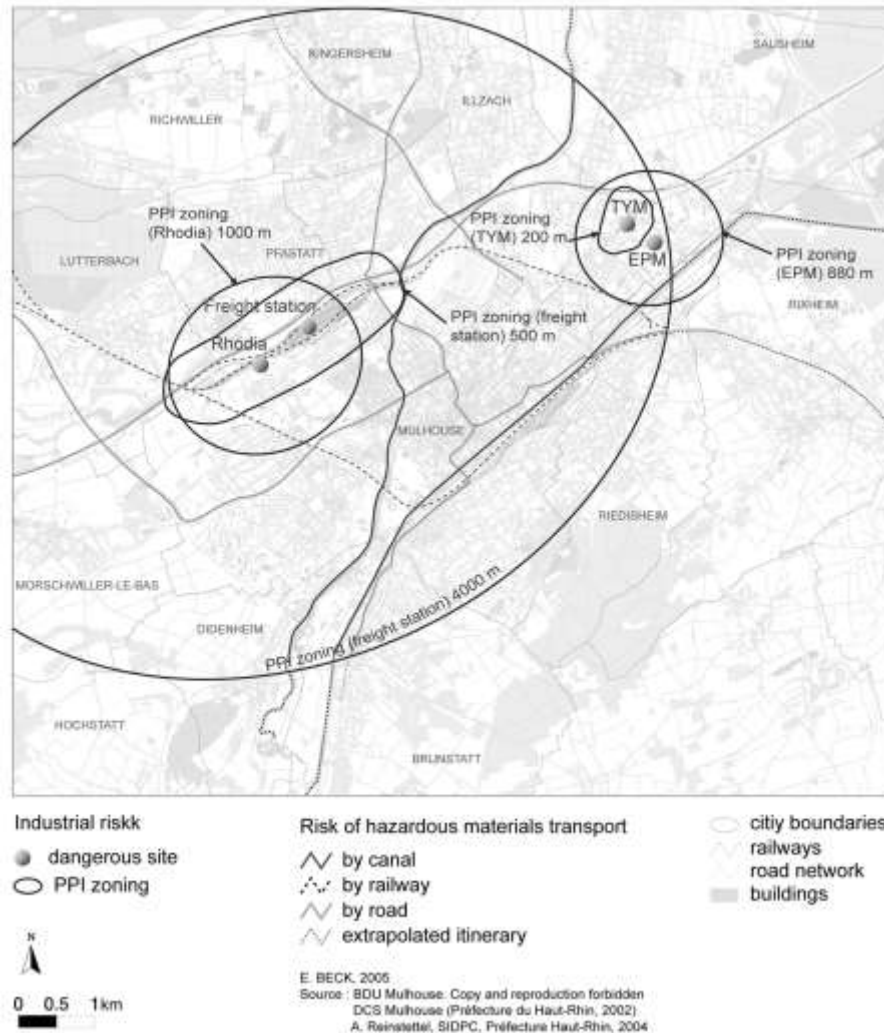 SAUSHEIM
KINGERSHEIM
ILLZACH
RICHWILLER
PPI zoning
(Rhodia) 1000 m
PFASTATT
LUTTERBACH
PPI zoning
(TYM) 200 m
TYM
EPM
PPI zoning
(EPM) 880 m
RIXHEIM
Freight station
PPI zoning (freight
station) 500 m
Rhodia
MULHOUSE
RIEDISHEIM
MORSCHWILLER-LE-BAS
DIDENHEIM
PPI zoning (freight station) 4000 m
HOCHSTATT
BRUNSTATT
Industrial riskk
dangerous site
PPI zoning
N
0 0.5 1km
Risk of hazardous materials transport
by canal
by railway
by road
extrapolated itinerary
E. BECK, 2005
Source : BDU Mulhouse. Copy and reproduction forbidden
DCS Mulhouse (Préfecture du Haut-Rhin, 2002)
A. Reinstettel, SIDPC, Préfecture Haut-Rhin, 2004
citiy boundaries
railways
road network
buildings